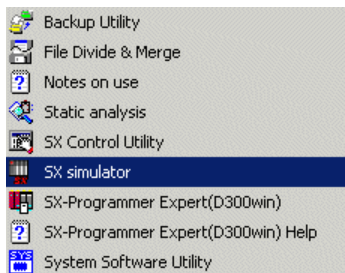 Backup Utility
File Divide & Merge
Notes on use
Static analysis
SX Control Utility
SX simulator
SX-Programmer Expert(D300win)
SX-Programmer Expert(D300win) Help
SYS System Software Utility